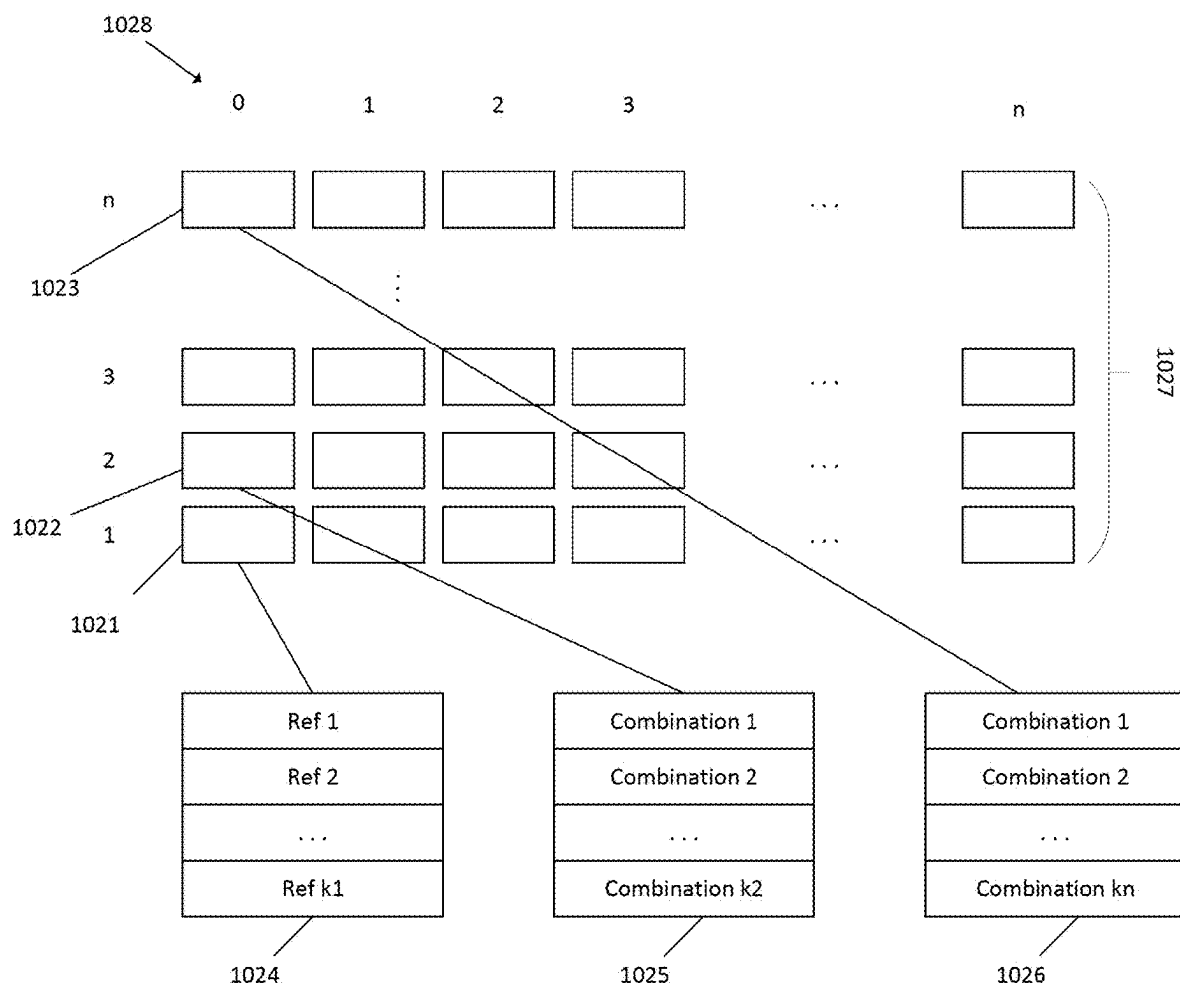 1028
0 1 2 3 n
n ...
1023
...
3 ...
1027
2 ...
1022
1 ...
1021
Ref 1 Combination 1 Combination 1
Ref 2 Combination 2 Combination 2
... ... ...
Ref k1 Combination k2 Combination kn
1024 1025 1026